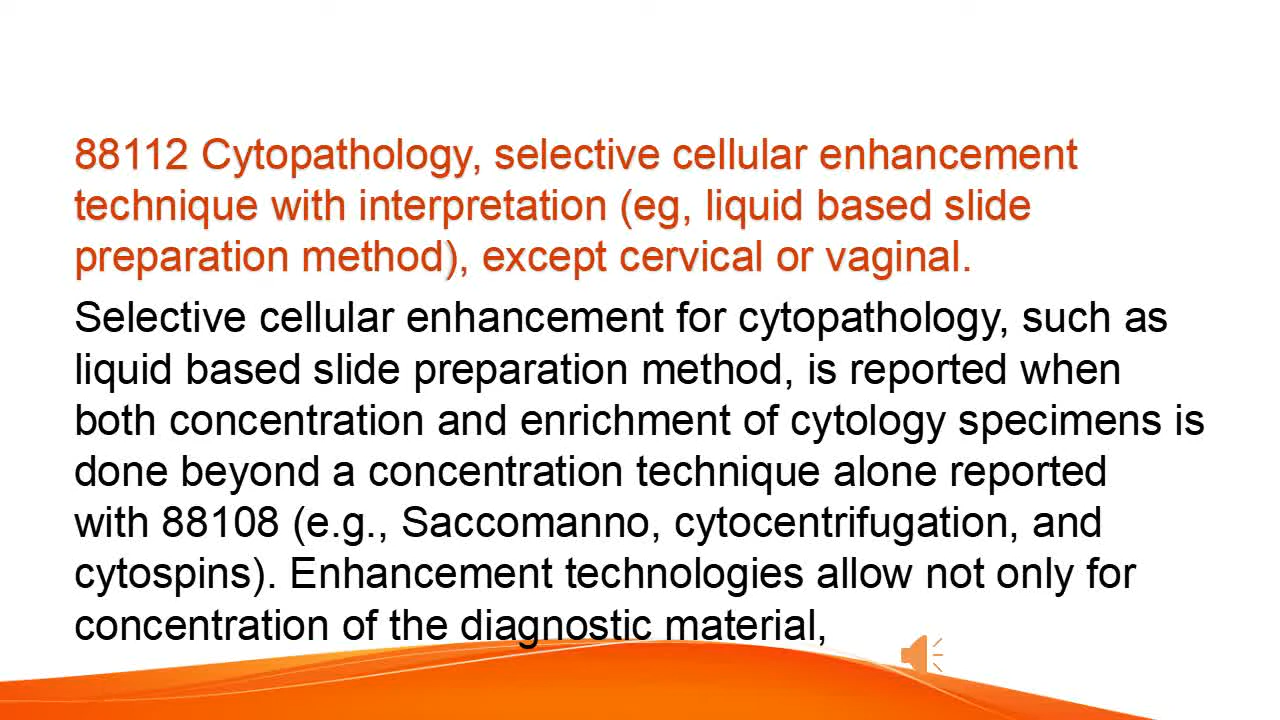 88112 Cytopathology, selective cellular enhancement
technique with interpretation (eg, liquid based slide
preparation method), except cervical or vaginal.
Selective cellular enhancement for cytopathology, such as
liquid based slide preparation method, is reported when
both concentration and enrichment of cytology specimens is
done beyond a concentration technique alone reported
with 88108 (e.g., Saccomanno, cytocentrifugation, and
cytospins). Enhancement technologies allow not only for
concentration of the diagnostic material,